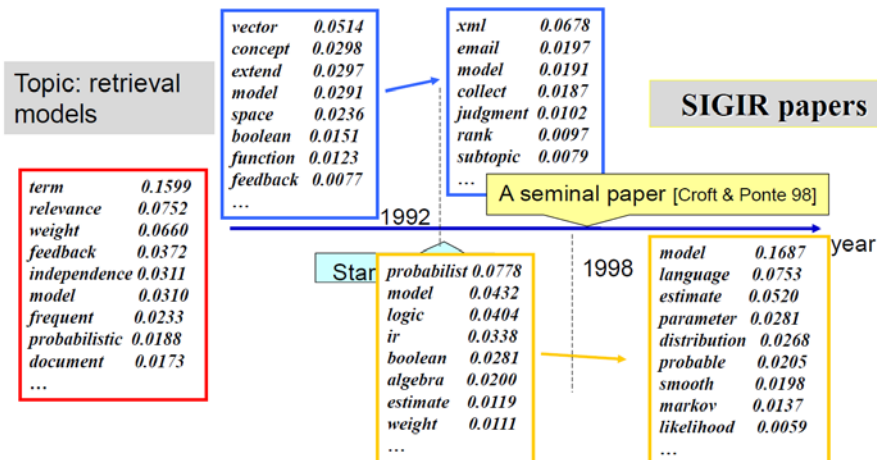 Topic: retrieval
models
vector 0.0514
concept 0.0298
extend 0.0297
model 0.0291
space 0.0236
boolean 0.0151
function 0.0123
feedback 0.0077
…
xml 0.0678
email 0.0197
model 0.0191
collect 0.0187
judgment 0.0102
rank 0.0097
subtopic 0.0079
…
SIGIR papers
term 0.1599
relevance 0.0752
weight 0.0660
feedback 0.0372
independence 0.0311
model 0.0310
frequent 0.0233
probabilistic 0.0188
document 0.0173
…
A seminal paper [Croft & Ponte 98]
1992
year
Star
1998
probabilist 0.0778
model 0.0432
logic 0.0404
ir 0.0338
boolean 0.0281
algebra 0.0200
estimate 0.0119
weight 0.0111
…
model 0.1687
language 0.0753
estimate 0.0520
parameter 0.0281
distribution 0.0268
probable 0.0205
smooth 0.0198
markov 0.0137
likelihood 0.0059
…